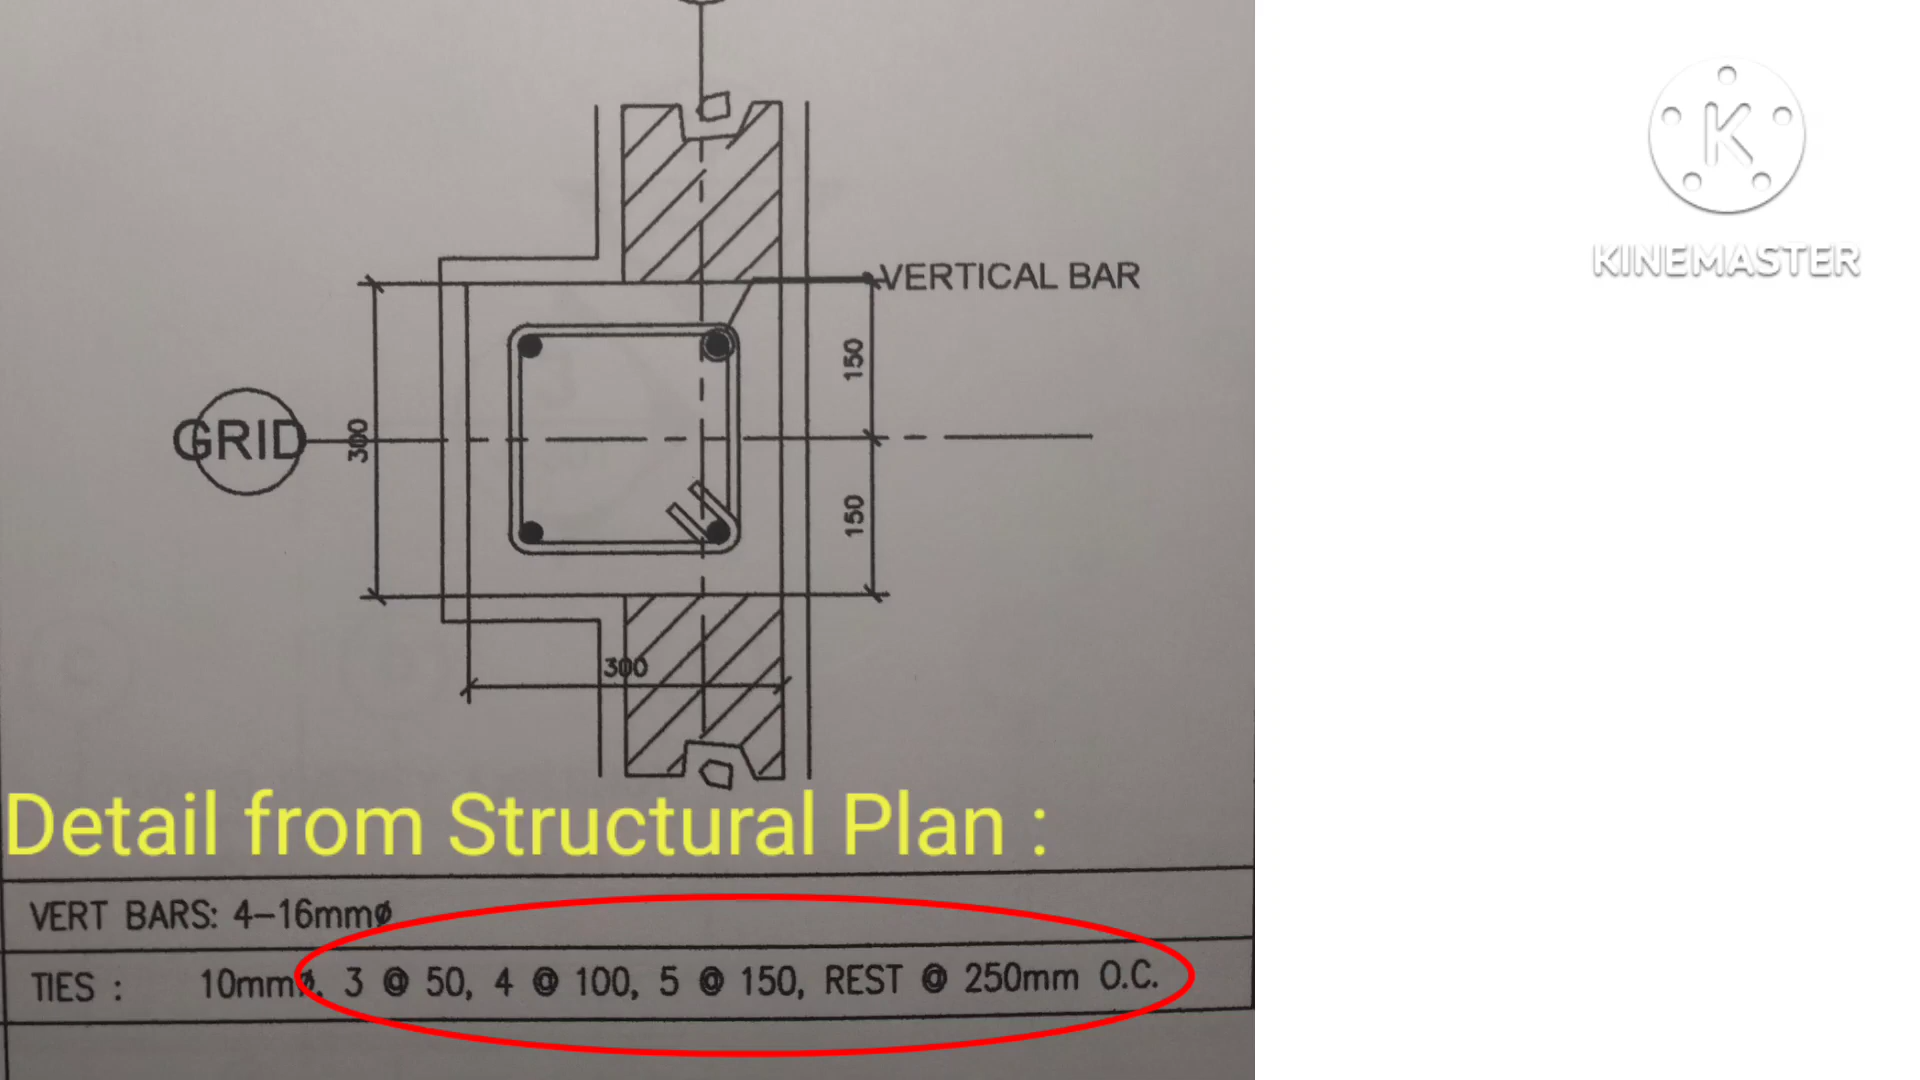 K
KINEMASTER
VERTICAL BAR
150
GRID
300
150
300
Detail from Structural Plan :
VERT BARS: 4-16mmø
TIES : 10mmø, 3 @ 50, 4 @ 100, 5 @ 150, REST @ 250mm O.C.